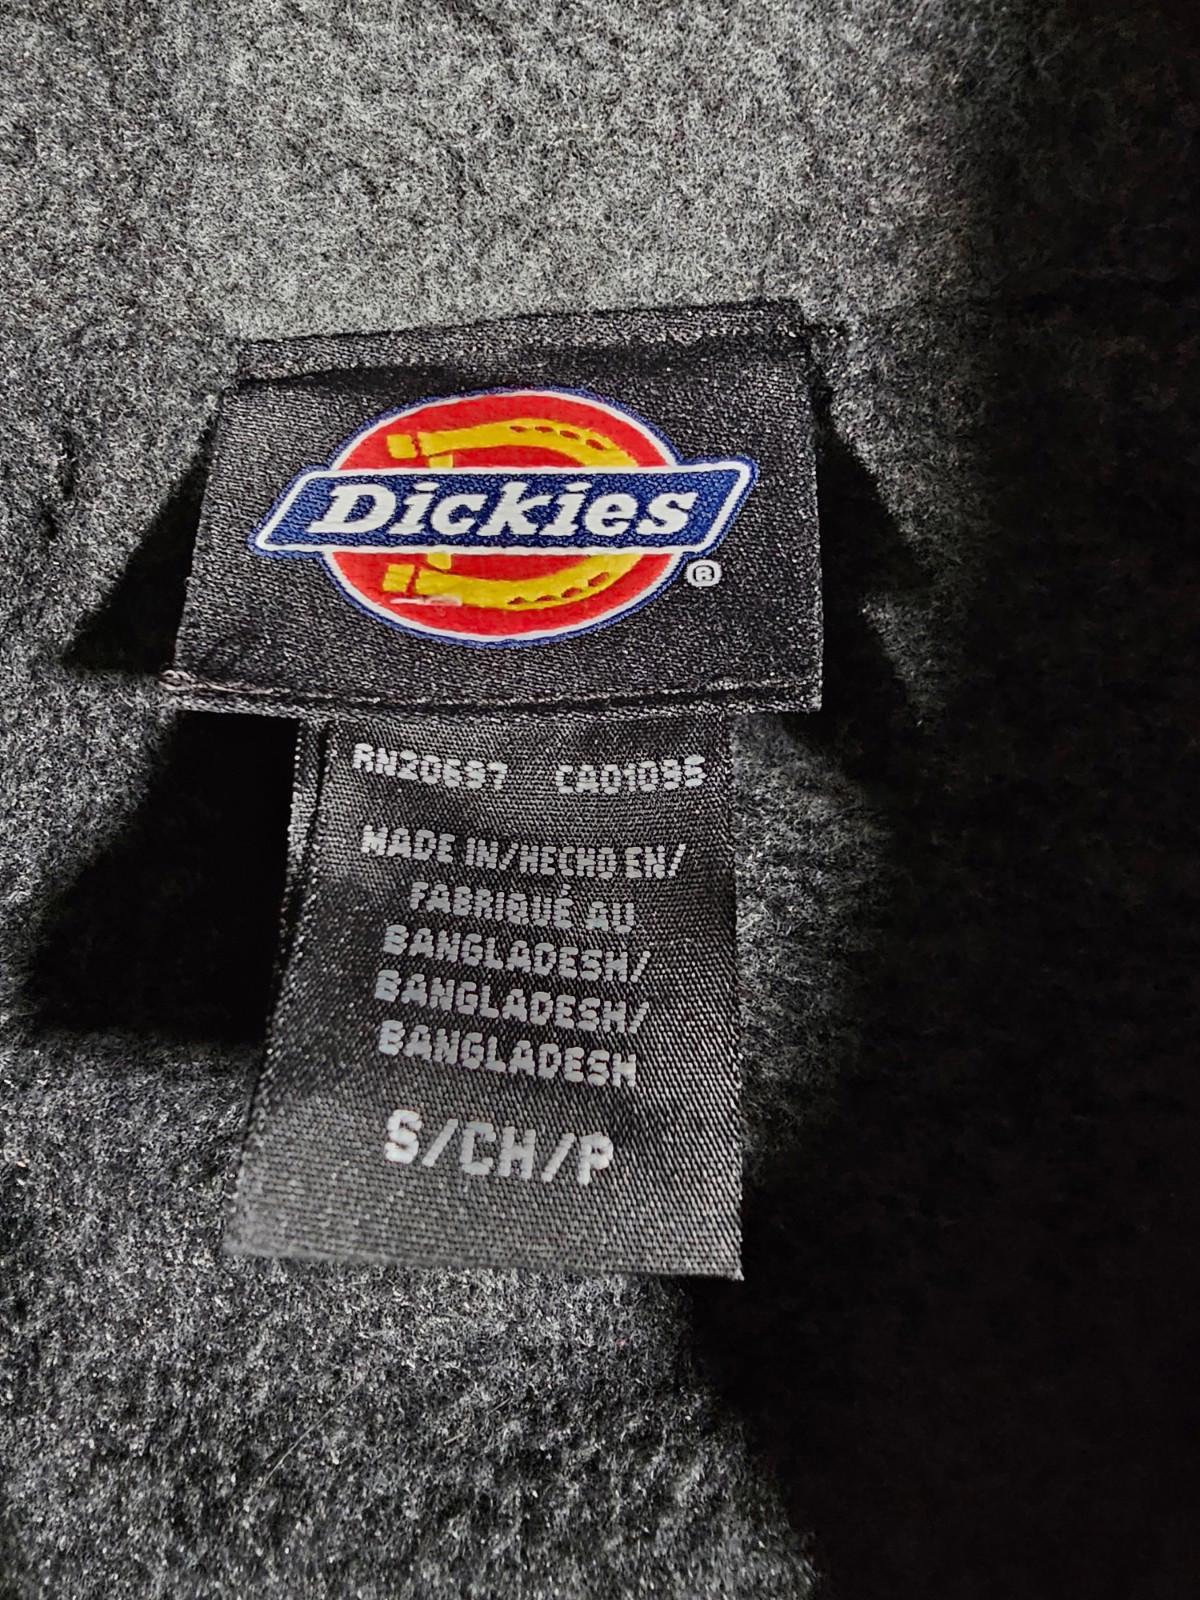 Dickies
®
RN20697 CA01095
MADE IN/HECHO EN/
FABRIQUÉ AU
BANGLADESH/
BANGLADESH/
BANGLADESH
S/CH/P